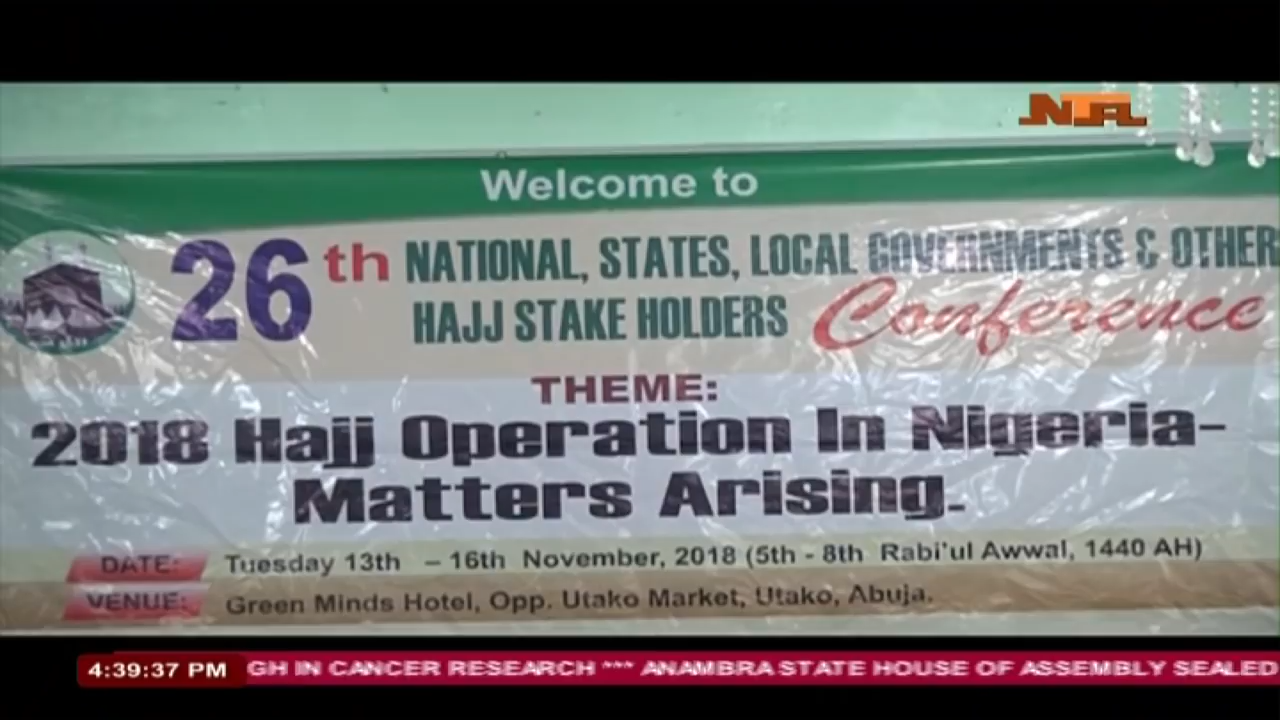 NTA
Welcome to
26th NATIONAL, STATES, LOCAL GOVERNMENTS & OTHER
HAJJ STAKE HOLDERS Conference
THEME:
2018 Hajj Operation In Nigeria-
Matters Arising.
DATE: Tuesday 13th – 16th November, 2018 (5th - 8th Rabi'ul Awwal, 1440 AH)
VENUE: Green Minds Hotel, Opp. Utako Market, Utako, Abuja.
4:39:37 PM GH IN CANCER RESEARCH *** ANAMBRA STATE HOUSE OF ASSEMBLY SEALED